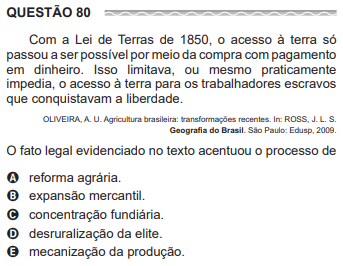 QUESTÃO 80
Com a Lei de Terras de 1850, o acesso à terra só
passou a ser possível por meio da compra com pagamento
em dinheiro. Isso limitava, ou mesmo praticamente
impedia, o acesso à terra para os trabalhadores escravos
que conquistavam a liberdade.
OLIVEIRA, A. U. Agricultura brasileira: transformações recentes. In: ROSS, J. L. S.
Geografia do Brasil. São Paulo: Edusp, 2009.
O fato legal evidenciado no texto acentuou o processo de
A reforma agrária.
B expansão mercantil.
C concentração fundiária.
D desruralização da elite.
E mecanização da produção.